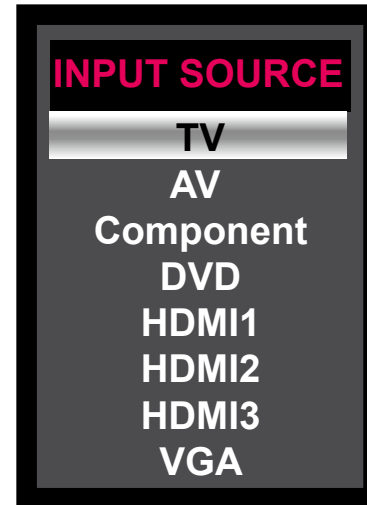 INPUT SOURCE
TV
AV
Component
DVD
HDMI1
HDMI2
HDMI3
VGA